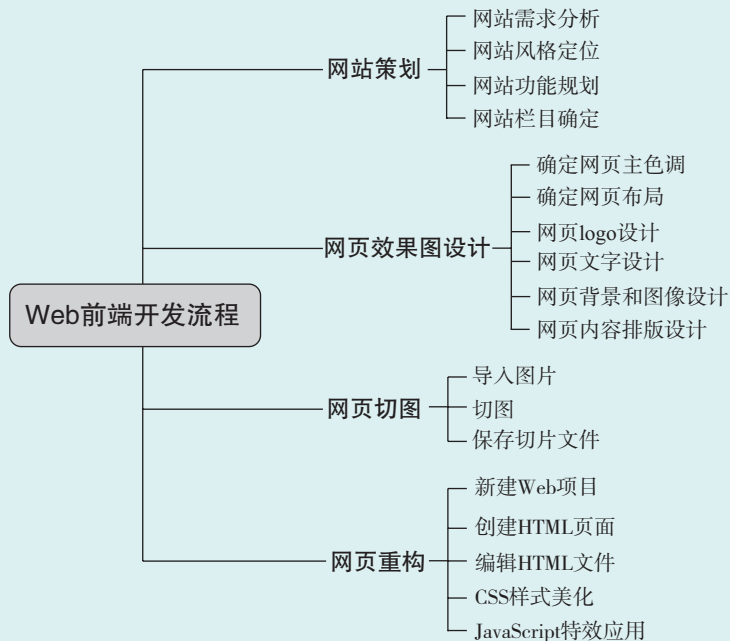 Web前端开发流程
网站策划
网站需求分析
网站风格定位
网站功能规划
网站栏目确定
网页效果图设计
确定网页主色调
确定网页布局
网页logo设计
网页文字设计
网页背景和图像设计
网页内容排版设计
网页切图
导入图片
切图
保存切片文件
网页重构
新建Web项目
创建HTML页面
编辑HTML文件
CSS样式美化
JavaScript特效应用